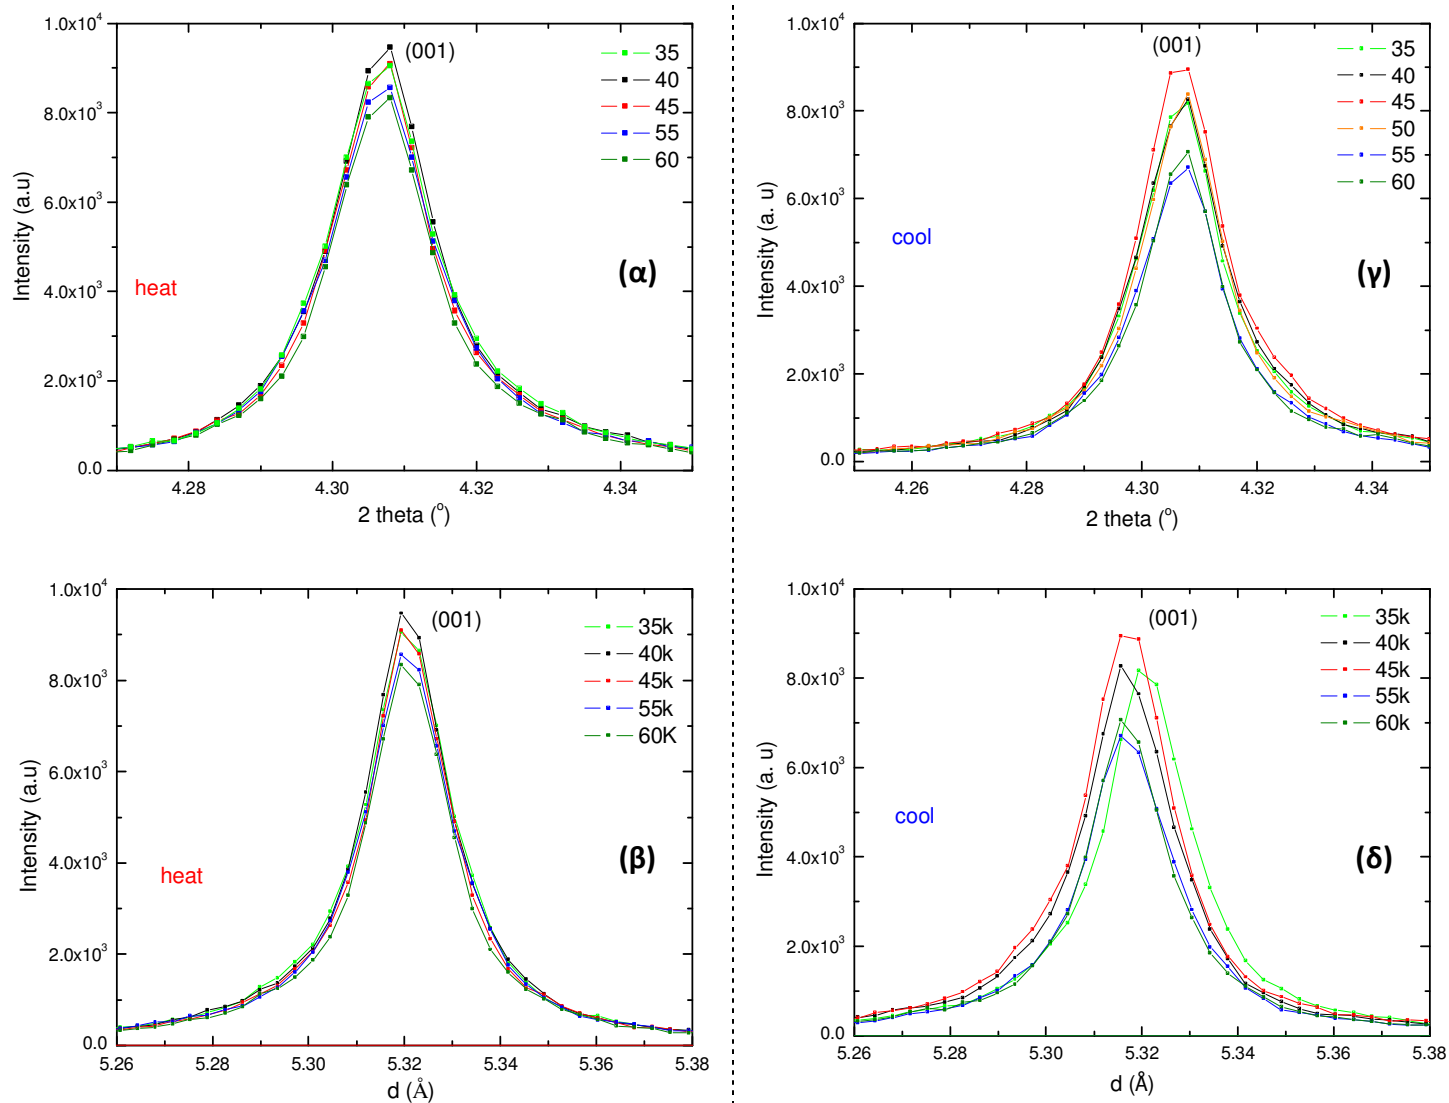 1.0x10⁴
8.0x10³
6.0x10³
4.0x10³
2.0x10³
0.0
Intensity (a.u)
4.28 4.30 4.32 4.34
2 theta (°)
(001)
35
40
45
55
60
heat
(α)
1.0x10⁴
8.0x10³
6.0x10³
4.0x10³
2.0x10³
0.0
Intensity (a. u)
4.26 4.28 4.30 4.32 4.34
2 theta (°)
(001)
35
40
45
50
55
60
cool
(γ)
1.0x10⁴
8.0x10³
6.0x10³
4.0x10³
2.0x10³
0.0
Intensity (a.u)
5.26 5.28 5.30 5.32 5.34 5.36 5.38
d (Å)
(001)
35k
40k
45k
55k
60K
heat
(β)
1.0x10⁴
8.0x10³
6.0x10³
4.0x10³
2.0x10³
0.0
Intensity (a. u)
5.26 5.28 5.30 5.32 5.34 5.36 5.38
d (Å)
(001)
35k
40k
45k
55k
60k
cool
(δ)